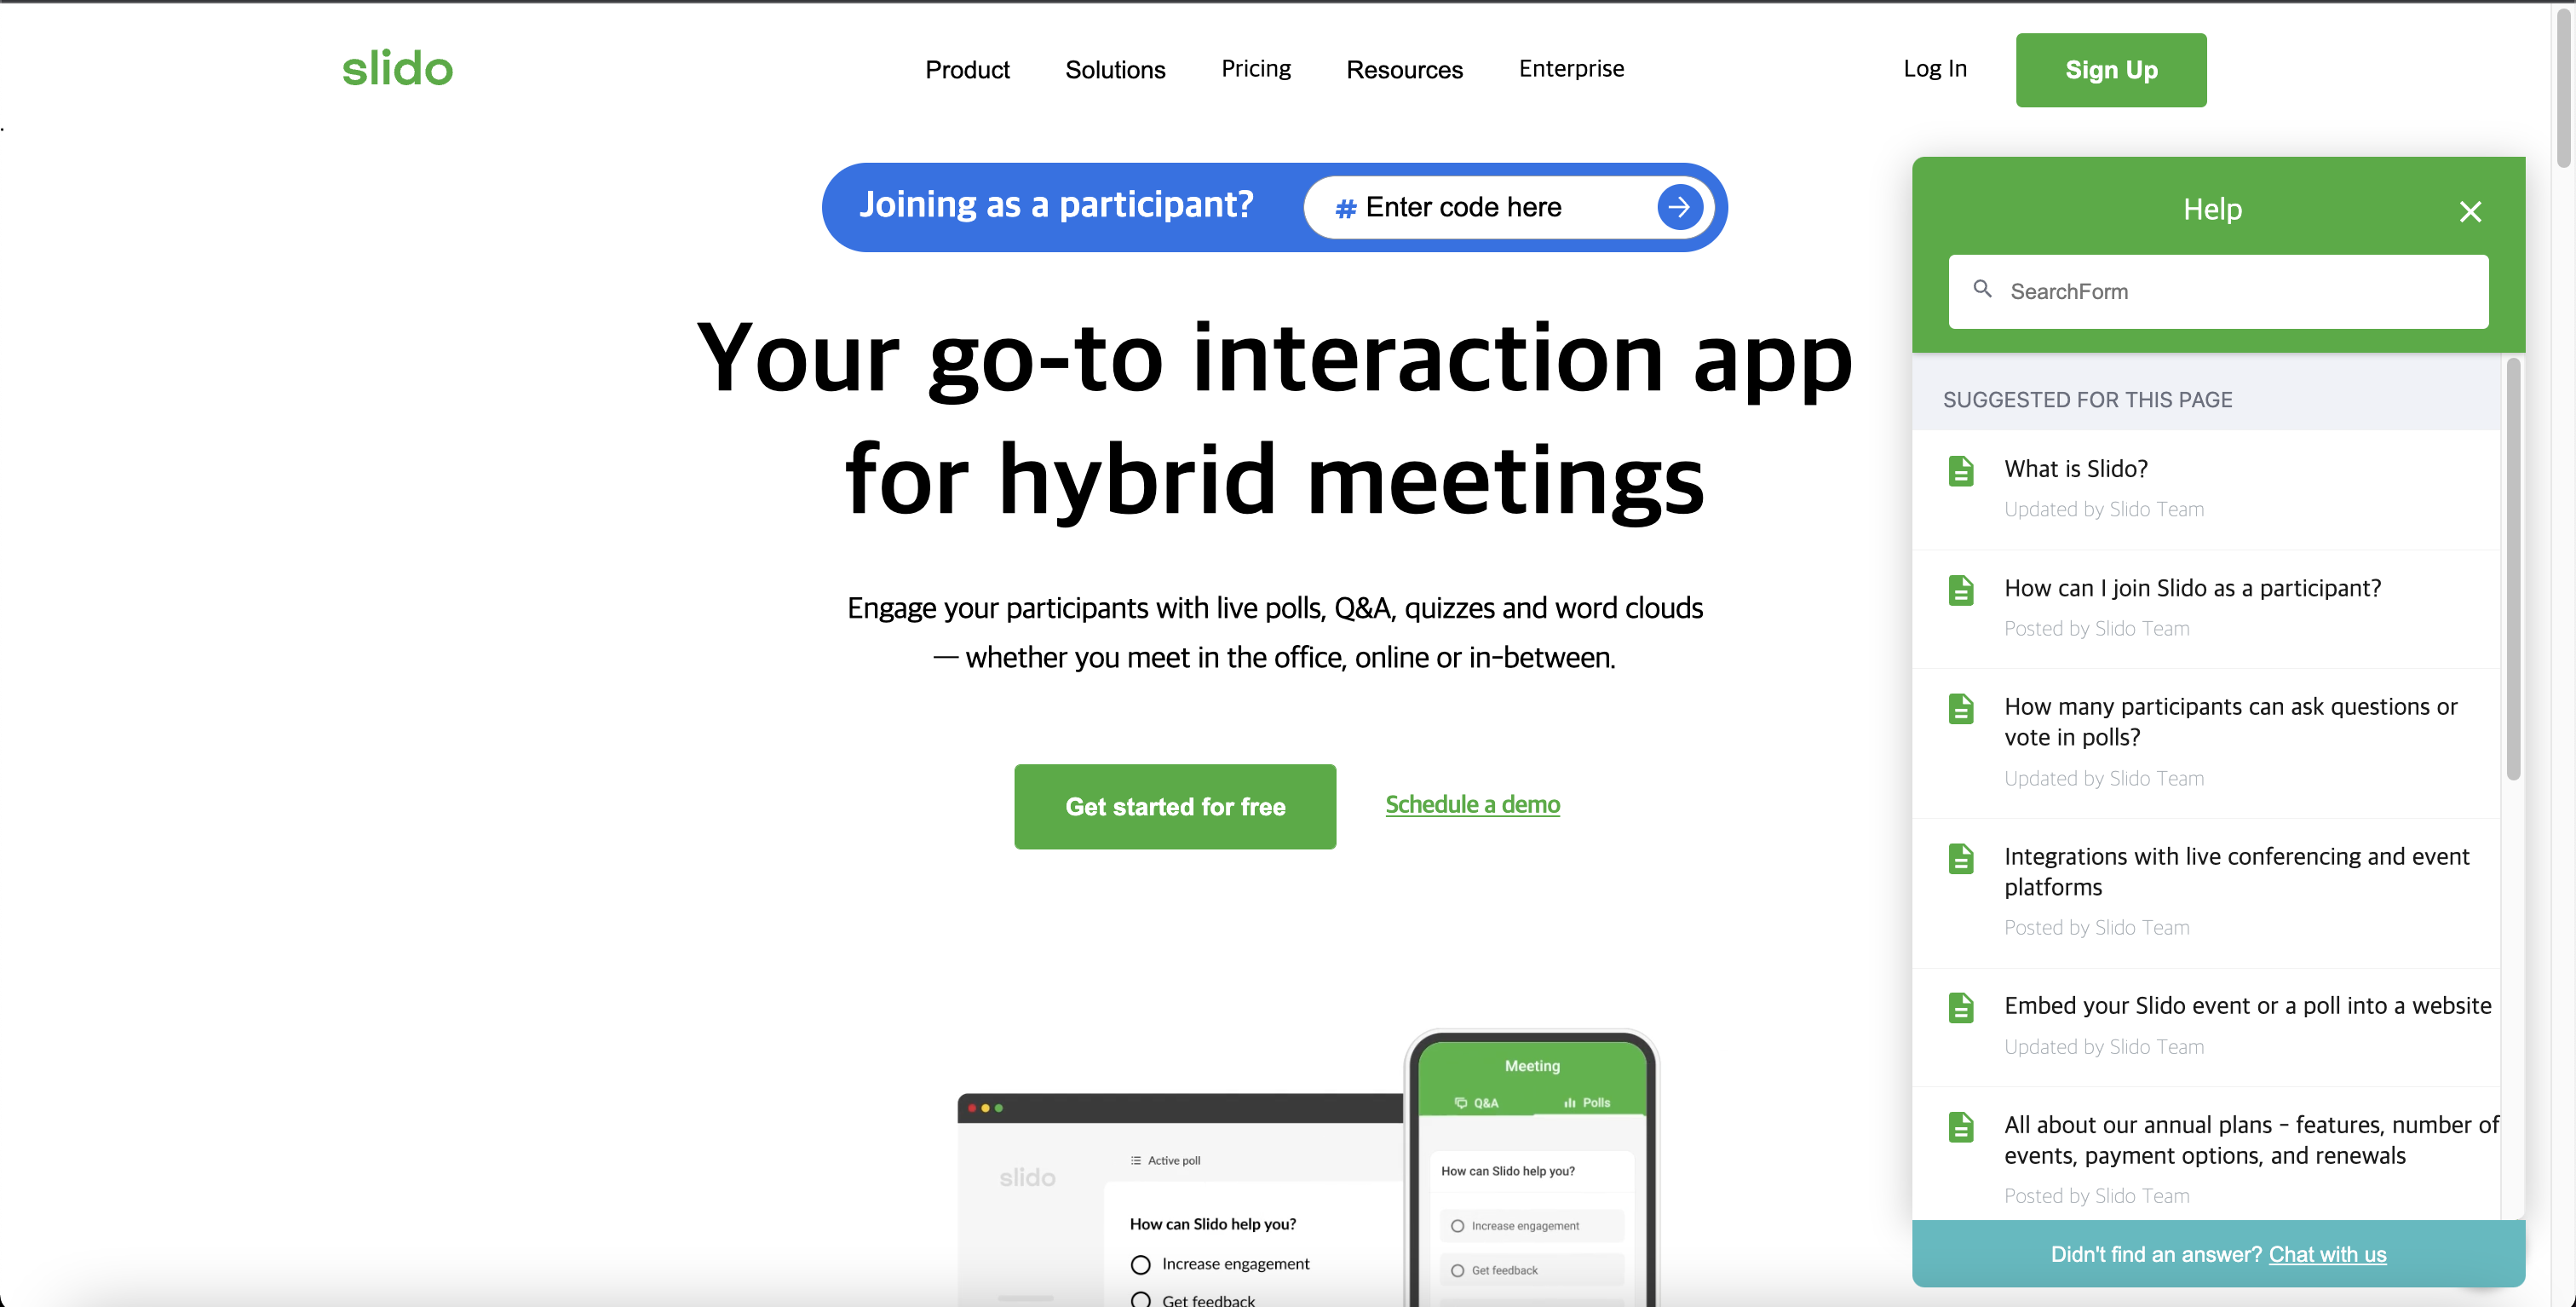 slido
Product Solutions Pricing Resources Enterprise Log In Sign Up
Joining as a participant? # Enter code here
Your go-to interaction app
for hybrid meetings
Engage your participants with live polls, Q&A, quizzes and word clouds
— whether you meet in the office, online or in-between.
Get started for free Schedule a demo
slido
Active poll
How can Slido help you?
Increase engagement
Get feedback
Meeting
Q&A Polls
How can Slido help you?
Increase engagement
Get feedback
Help
SearchForm
SUGGESTED FOR THIS PAGE
What is Slido?
Updated by Slido Team
How can I join Slido as a participant?
Posted by Slido Team
How many participants can ask questions or
vote in polls?
Updated by Slido Team
Integrations with live conferencing and event
platforms
Posted by Slido Team
Embed your Slido event or a poll into a website
Updated by Slido Team
All about our annual plans - features, number of
events, payment options, and renewals
Posted by Slido Team
Didn't find an answer? Chat with us